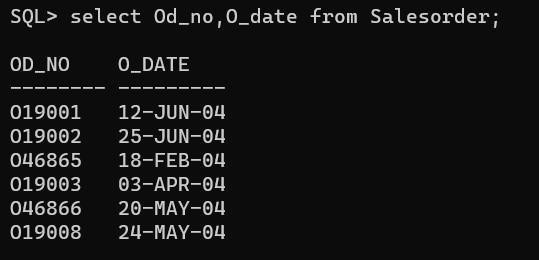 SQL> select Od_no,O_date from Salesorder;
OD_NO    O_DATE
-------- ---------
O19001   12-JUN-04
O19002   25-JUN-04
O46865   18-FEB-04
O19003   03-APR-04
O46866   20-MAY-04
O19008   24-MAY-04